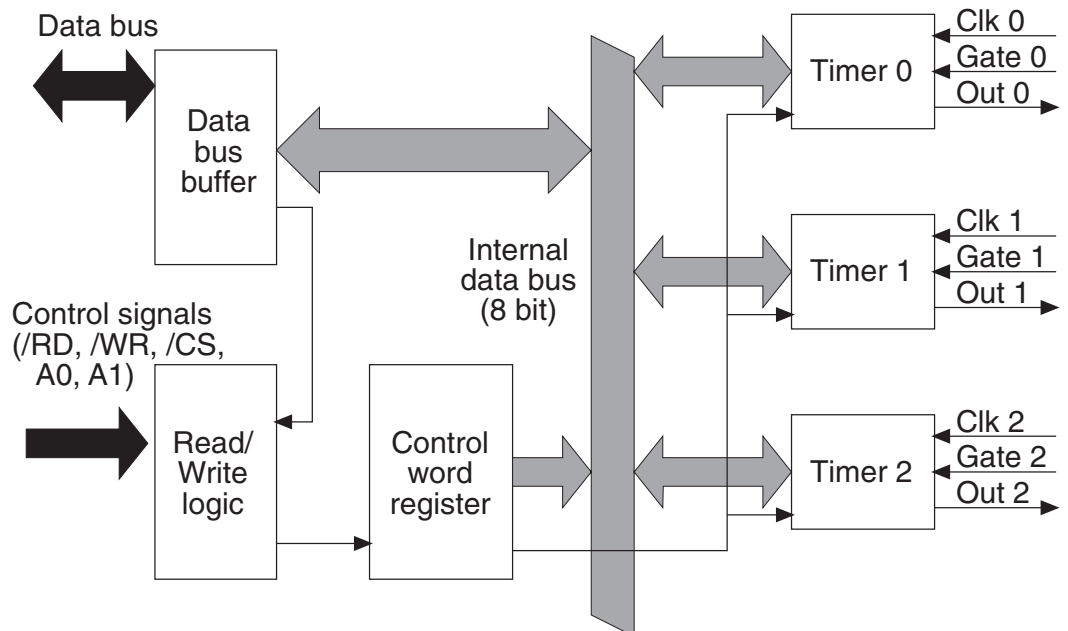 Data bus
Data
bus
buffer
Control signals
(/RD, /WR, /CS,
A0, A1)
Read/
Write
logic
Control
word
register
Internal
data bus
(8 bit)
Timer 0
Clk 0
Gate 0
Out 0
Timer 1
Clk 1
Gate 1
Out 1
Timer 2
Clk 2
Gate 2
Out 2